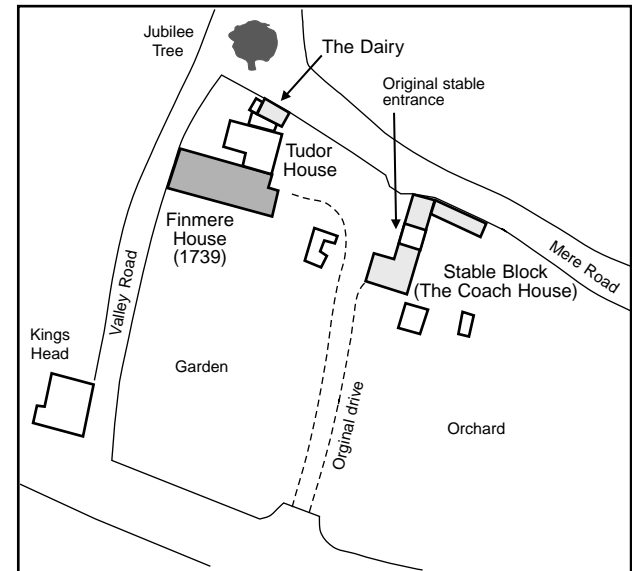 Jubilee
Tree
The Dairy
Original stable
entrance
Tudor
House
Finmere
House
(1739)
Mere Road
Stable Block
(The Coach House)
Valley Road
Kings
Head
Garden
Orginal drive
Orchard